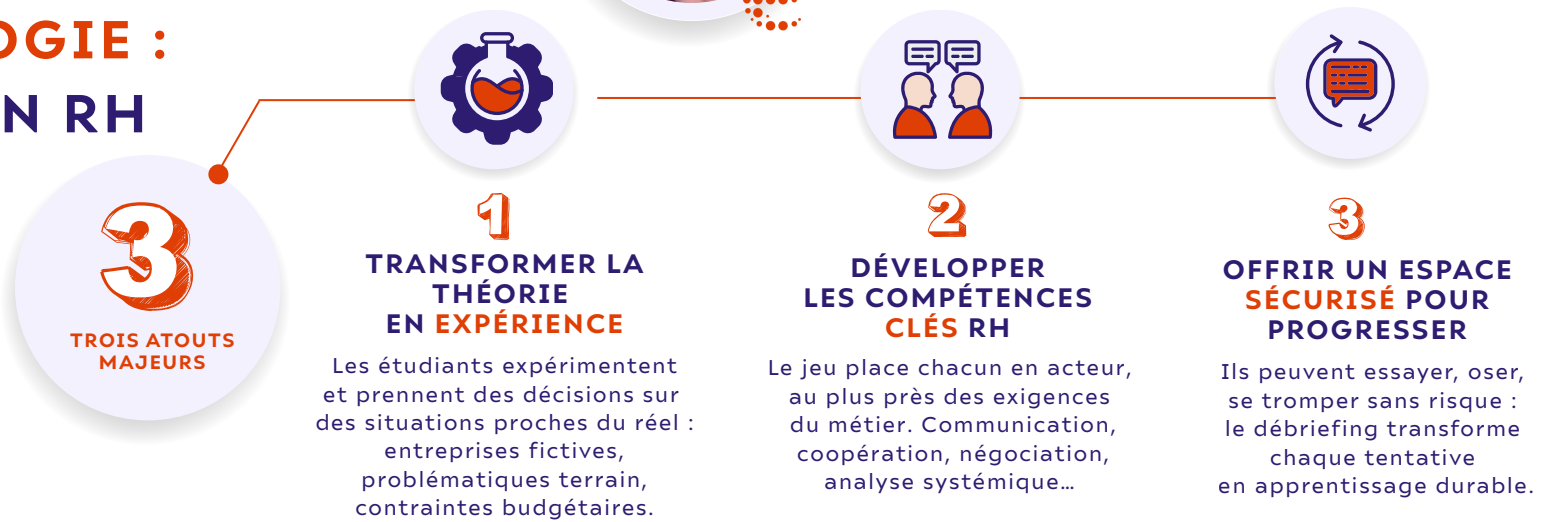 OGIE :
N RH
3
TROIS ATOUTS
MAJEURS
1
TRANSFORMER LA
THÉORIE
EN EXPÉRIENCE
Les étudiants expérimentent
et prennent des décisions sur
des situations proches du réel :
entreprises fictives,
problématiques terrain,
contraintes budgétaires.
2
DÉVELOPPER
LES COMPÉTENCES
CLÉS RH
Le jeu place chacun en acteur,
au plus près des exigences
du métier. Communication,
coopération, négociation,
analyse systémique…
3
OFFRIR UN ESPACE
SÉCURISÉ POUR
PROGRESSER
Ils peuvent essayer, oser,
se tromper sans risque :
le débriefing transforme
chaque tentative
en apprentissage durable.